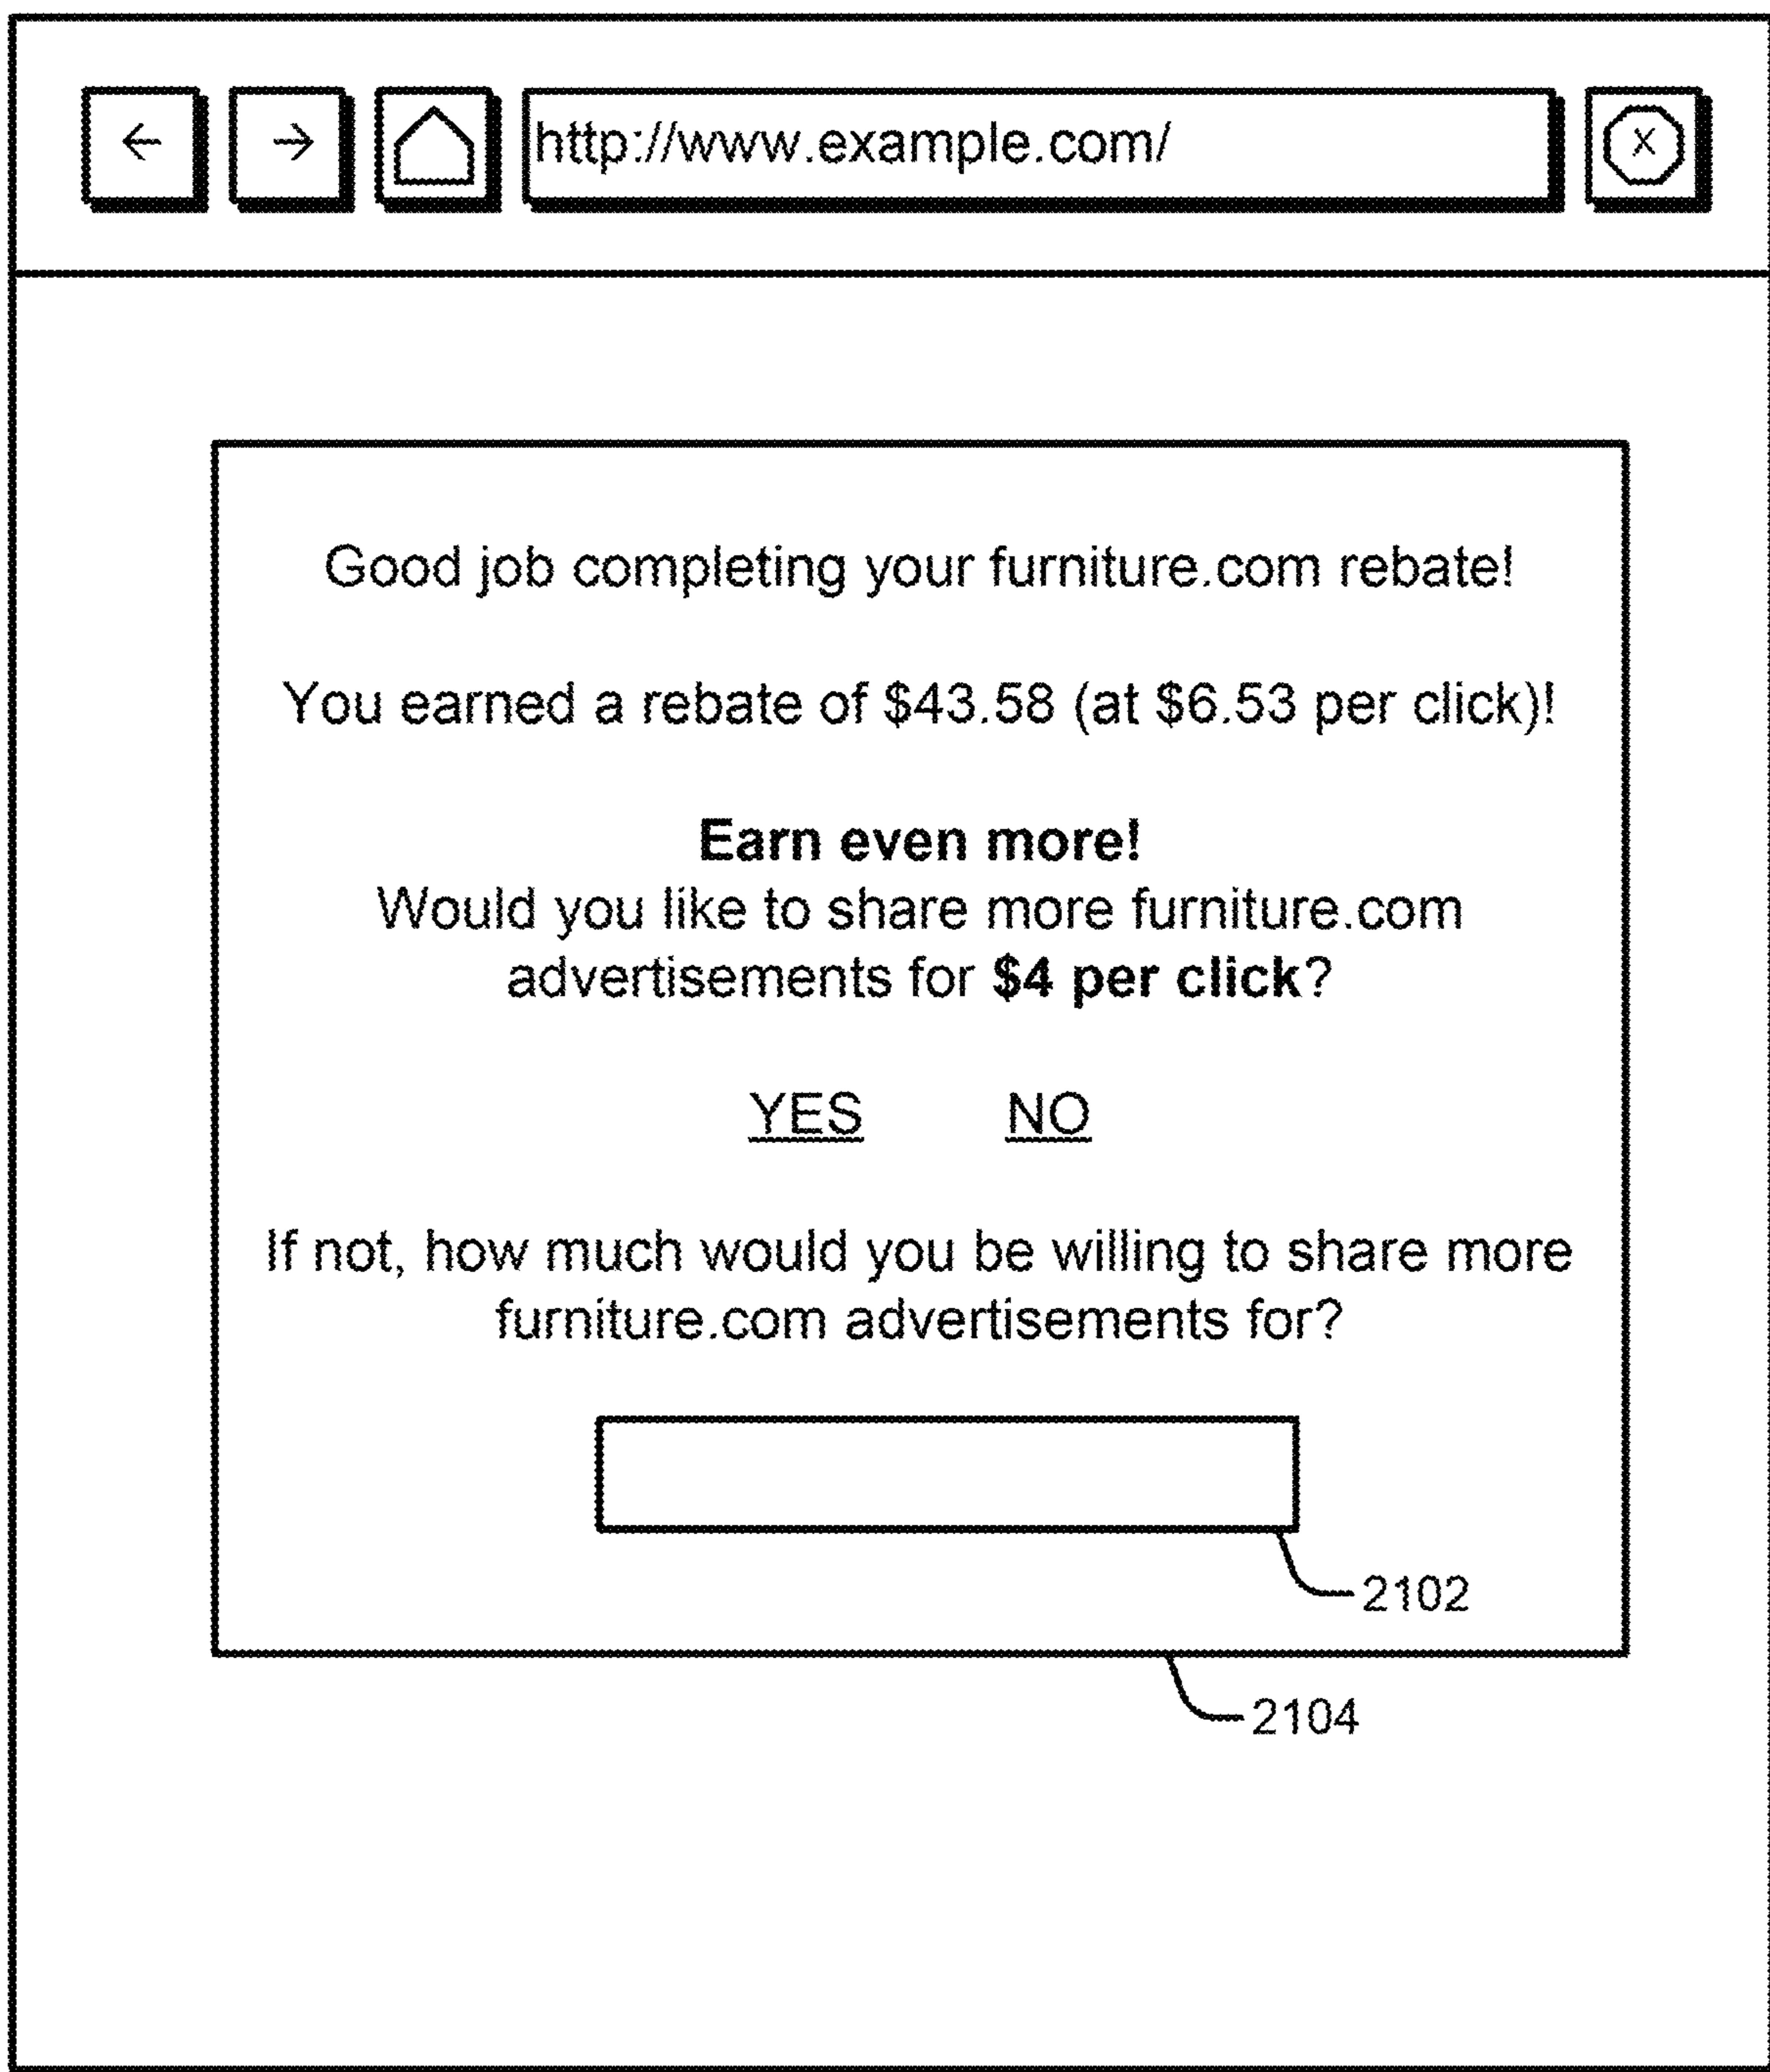 http://www.example.com/
Good job completing your furniture.com rebate!
You earned a rebate of $43.58 (at $6.53 per click)!
Earn even more!
Would you like to share more furniture.com
advertisements for $4 per click?
YES NO
If not, how much would you be willing to share more
furniture.com advertisements for?
2102
2104